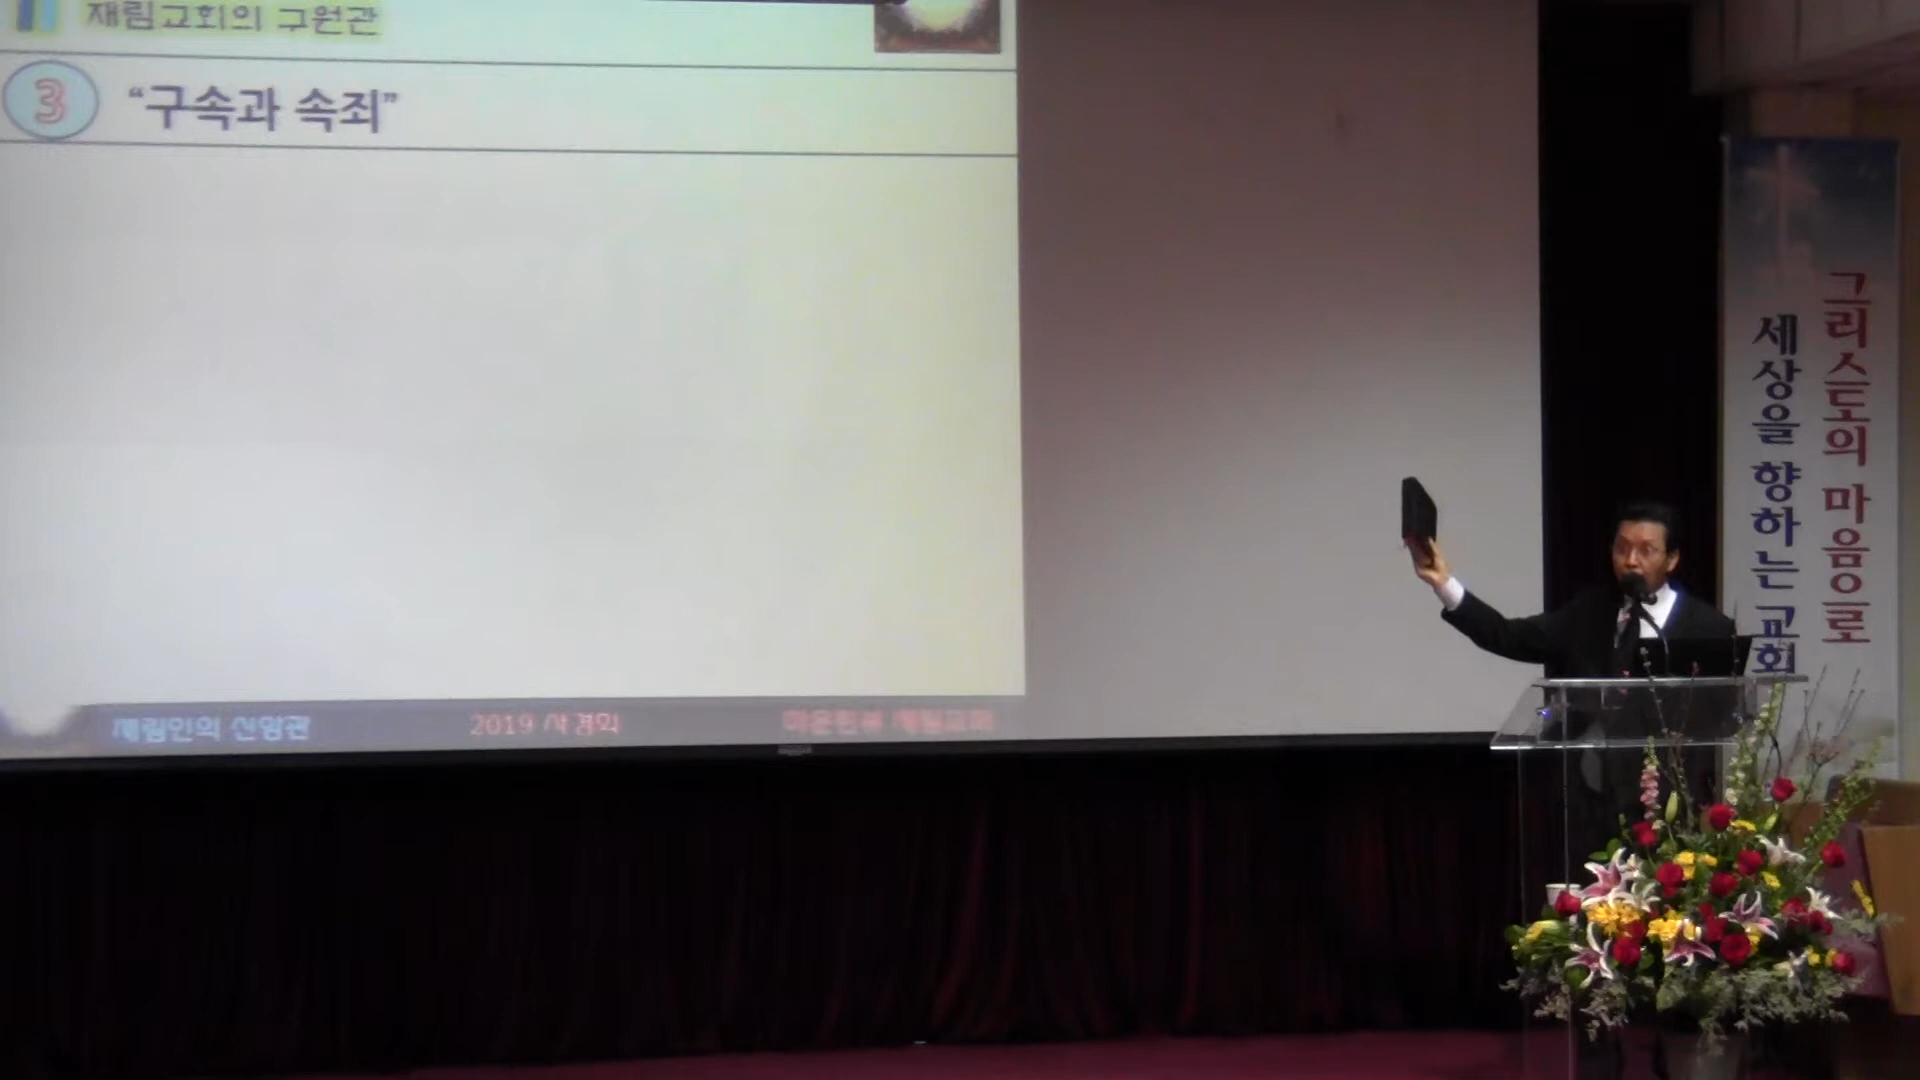 재림교회의 구원관
3 “구속과 속죄”
재림인의 신앙관
2019 사경회
그리스도의 마음으로
세상을 향하는 교회